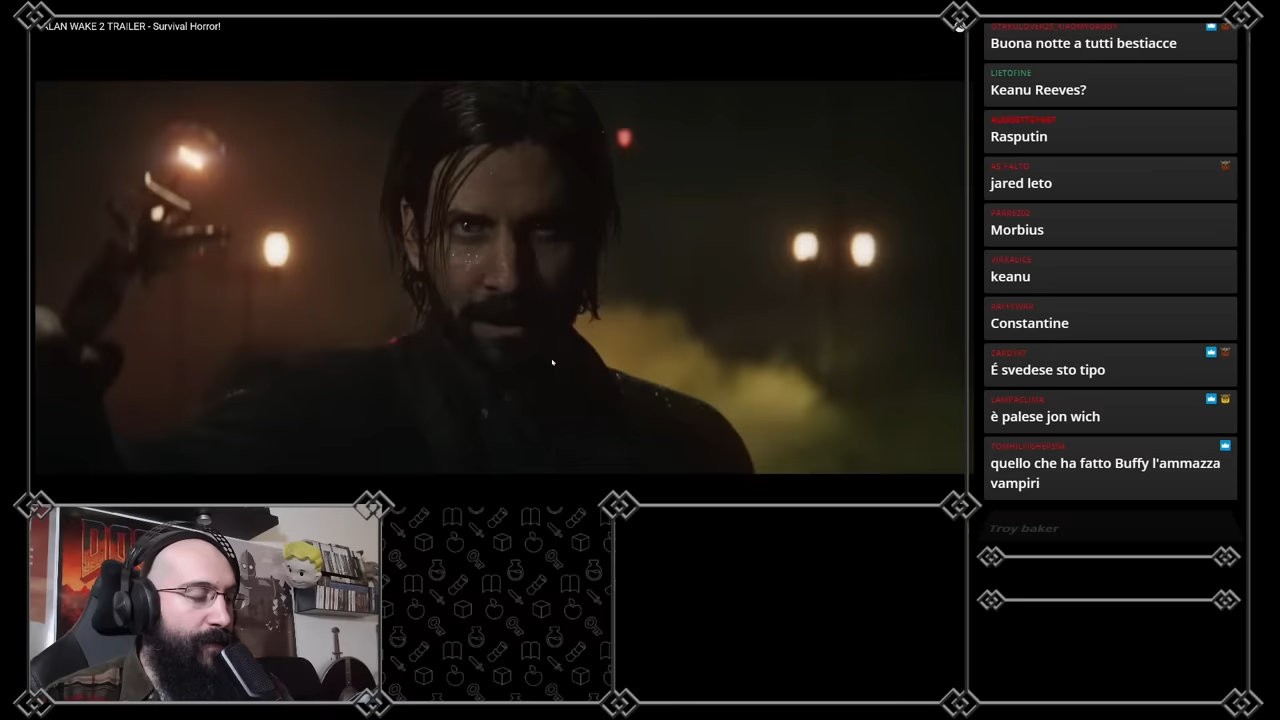 ALAN WAKE 2 TRAILER - Survival Horror!
Buona notte a tutti bestiacce
LIETOFINE
Keanu Reeves?
Rasputin
jared leto
Morbius
keanu
Constantine
É svedese sto tipo
è palese jon wich
quello che ha fatto Buffy l'ammazza
vampiri
Troy baker